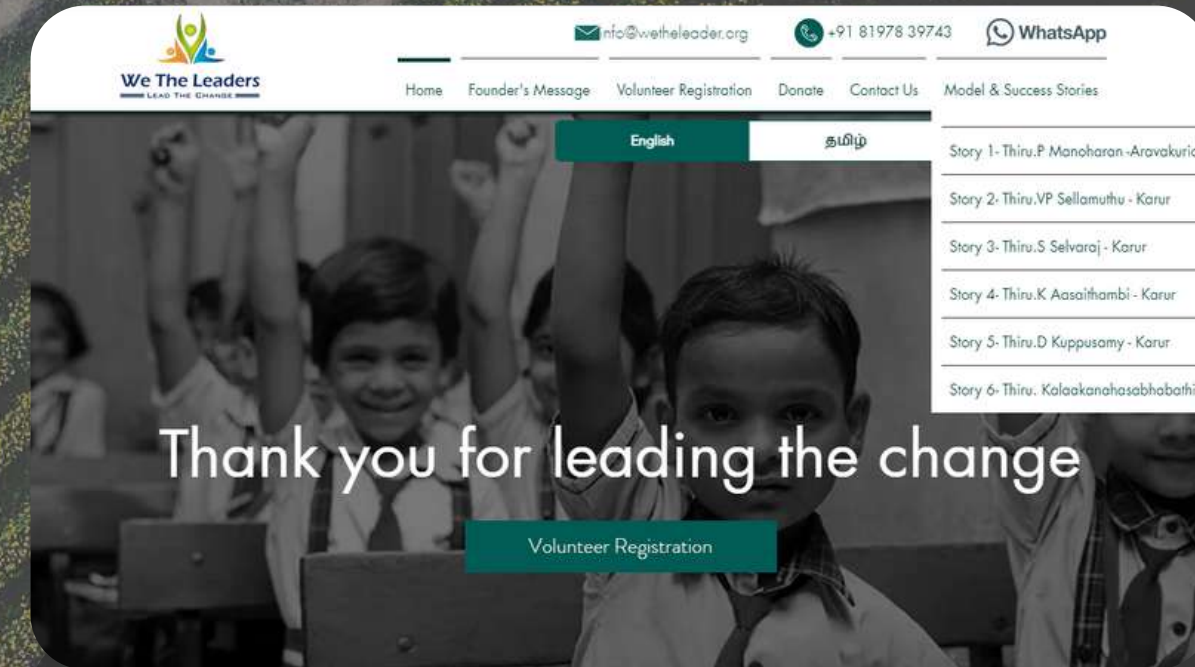 We The Leaders
LEAD THE CHANGE
nfo@wetheleader.org
+91 81978 39743
WhatsApp
Home
Founder's Message
Volunteer Registration
Donate
Contact Us
Model & Success Stories
English
தமிழ்
Story 1- Thiru.P Manoharan -Aravakuric
Story 2- Thiru.VP Sellamuthu - Karur
Story 3- Thiru.S Selvaraj - Karur
Story 4- Thiru.K Aasaithambi - Karur
Story 5- Thiru.D Kuppusamy - Karur
Story 6- Thiru. Kalaakanahasabhabathi
Thank you for leading the change
Volunteer Registration